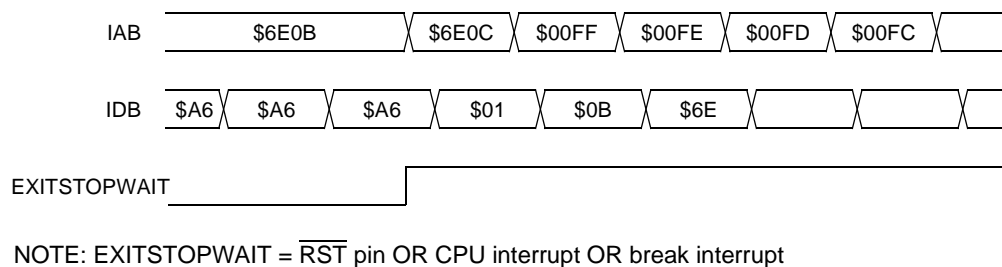 IAB $6E0B $6E0C $00FF $00FE $00FD $00FC
IDB $A6 $A6 $A6 $01 $0B $6E
EXITSTOPWAIT
NOTE: EXITSTOPWAIT = RST pin OR CPU interrupt OR break interrupt